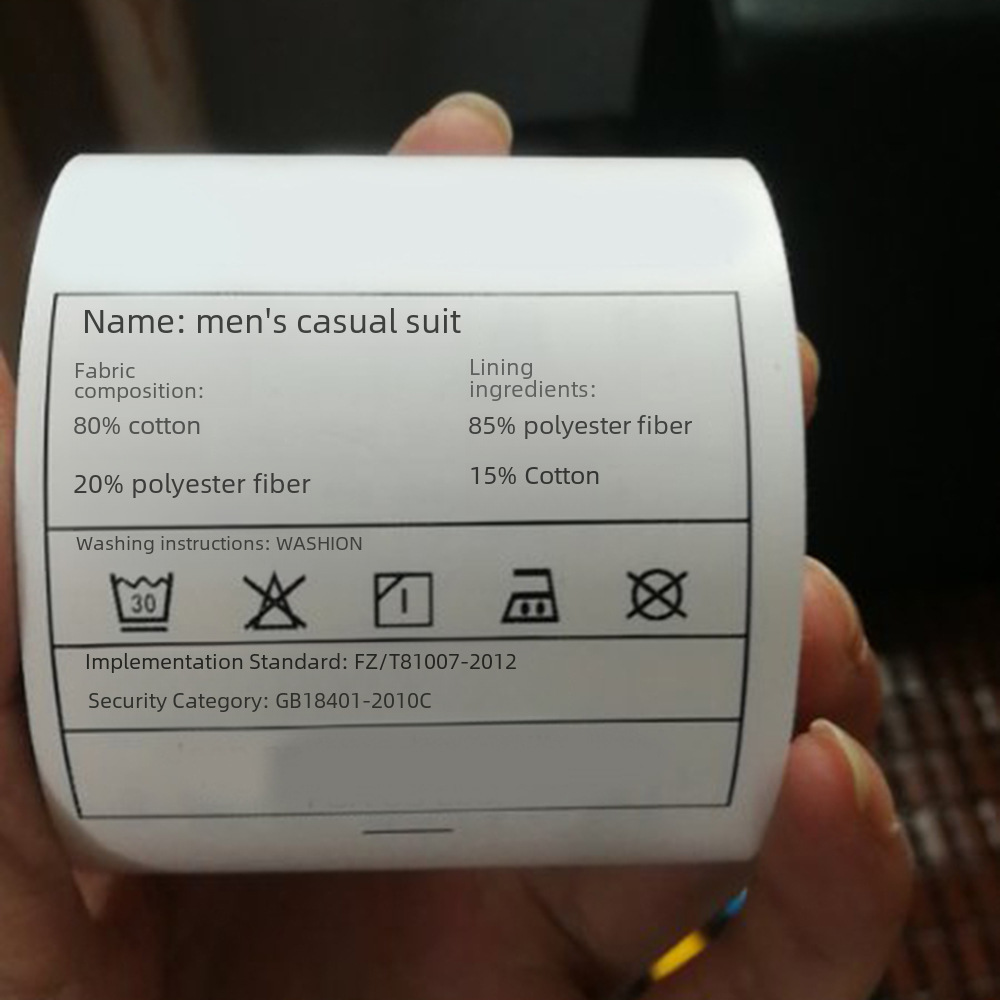 Name: men's casual suit
Fabric
composition:
80% cotton
20% polyester fiber
Lining
ingredients:
85% polyester fiber
15% Cotton
Washing instructions: WASHION
30
Implementation Standard: FZ/T81007-2012
Security Category: GB18401-2010C